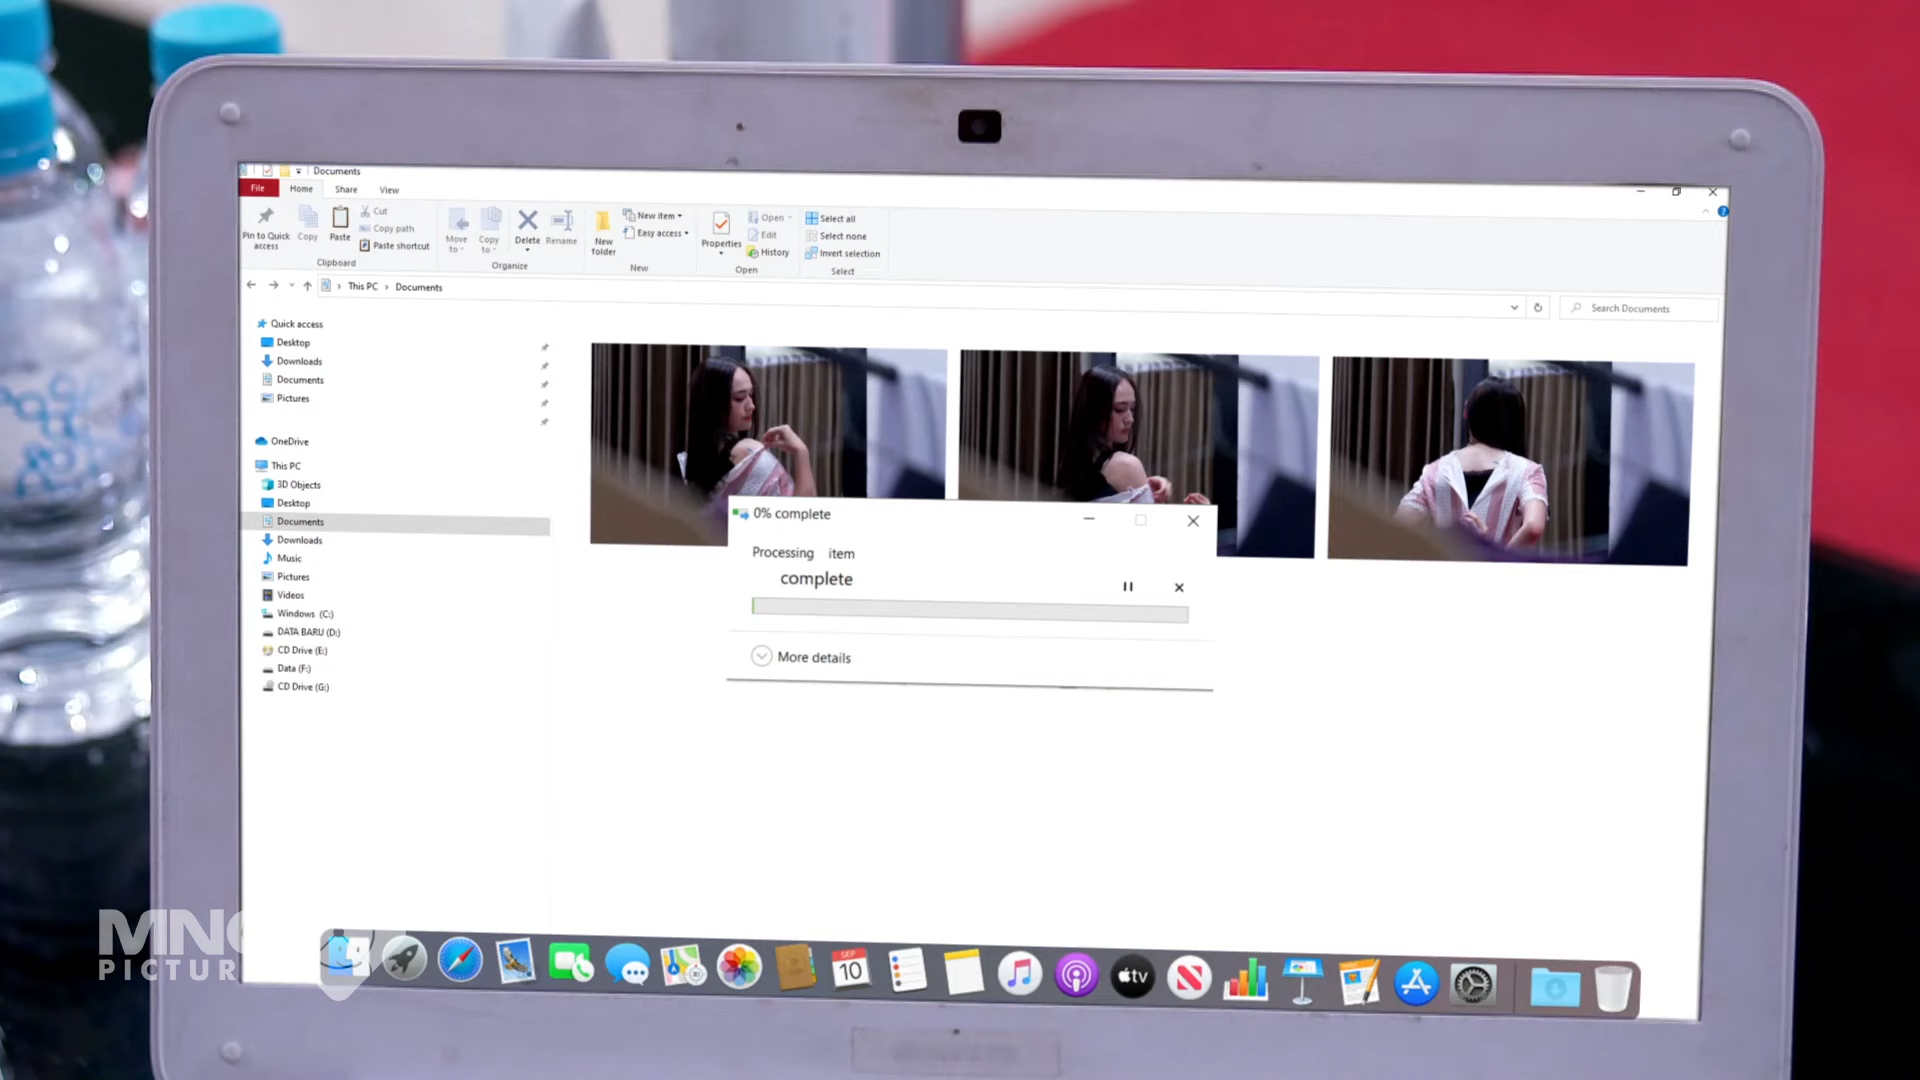 Documents
File Home Share View
Pin to Quick access
Copy
Paste
Cut
Copy path
Paste shortcut
Clipboard
Move to
Copy to
Delete
Rename
Organize
New folder
New item
Easy access
New
Properties
Open
Edit
History
Open
Select all
Select none
Invert selection
Select
This PC > Documents
Search Documents
Quick access
Desktop
Downloads
Documents
Pictures
OneDrive
This PC
3D Objects
Desktop
Documents
Downloads
Music
Pictures
Videos
Windows (C:)
DATA BARU (D:)
CD Drive (E:)
Data (F:)
CD Drive (G:)
0% complete
Processing item
complete
More details
MNC
PICTUR
SEP
10
tv